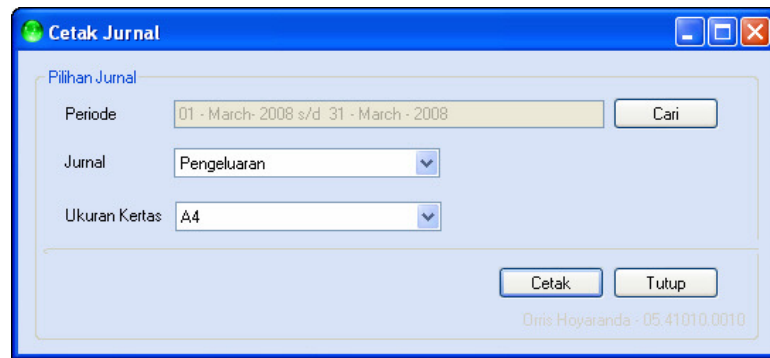 Cetak Jurnal
Pilihan Jurnal
Periode 01 - March- 2008 s/d 31 - March - 2008 Cari
Jurnal Pengeluaran
Ukuran Kertas A4
Cetak Tutup
Orris Hoyaranda - 05.41010.0010